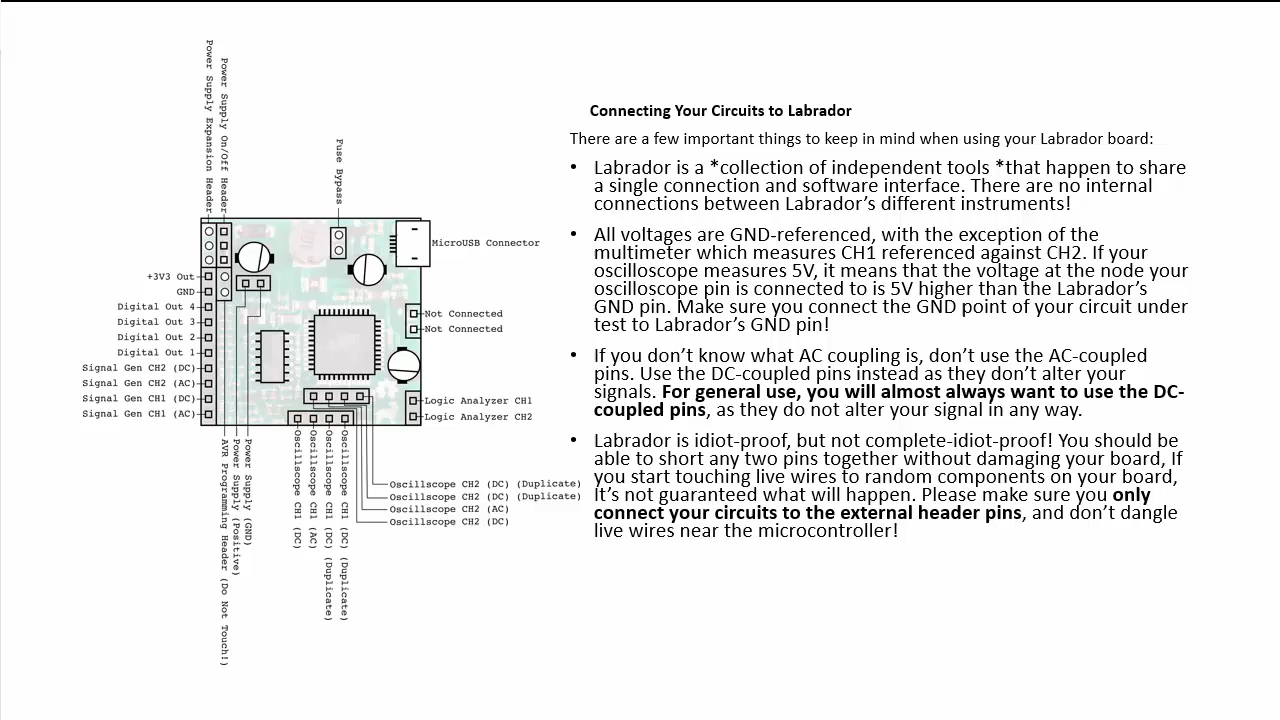 Power Supply Expansion Header
Power Supply On/Off Header
Fuse Bypass
MicroUSB Connector
+3V3 Out
GND
Digital Out 4
Digital Out 3
Digital Out 2
Digital Out 1
Signal Gen CH2 (DC)
Signal Gen CH2 (AC)
Signal Gen CH1 (DC)
Signal Gen CH1 (AC)
Not Connected
Not Connected
Logic Analyzer CH1
Logic Analyzer CH2
AVR Programming Header (Do Not Touch!)
Power Supply (Positive)
Power Supply (GND)
Oscillscope CH1 (DC)
Oscillscope CH1 (AC)
Oscillscope CH1 (DC) (Duplicate)
Oscillscope CH1 (DC) (Duplicate)
Oscillscope CH2 (DC) (Duplicate)
Oscillscope CH2 (DC) (Duplicate)
Oscillscope CH2 (AC)
Oscillscope CH2 (DC)
Connecting Your Circuits to Labrador
There are a few important things to keep in mind when using your Labrador board:
• Labrador is a *collection of independent tools *that happen to share
a single connection and software interface. There are no internal
connections between Labrador's different instruments!
• All voltages are GND-referenced, with the exception of the
multimeter which measures CH1 referenced against CH2. If your
oscilloscope measures 5V, it means that the voltage at the node your
oscilloscope pin is connected to is 5V higher than the Labrador's
GND pin. Make sure you connect the GND point of your circuit under
test to Labrador's GND pin!
• If you don't know what AC coupling is, don't use the AC-coupled
pins. Use the DC-coupled pins instead as they don't alter your
signals. For general use, you will almost always want to use the DC-
coupled pins, as they do not alter your signal in any way.
• Labrador is idiot-proof, but not complete-idiot-proof! You should be
able to short any two pins together without damaging your board, If
you start touching live wires to random components on your board,
It's not guaranteed what will happen. Please make sure you only
connect your circuits to the external header pins, and don't dangle
live wires near the microcontroller!